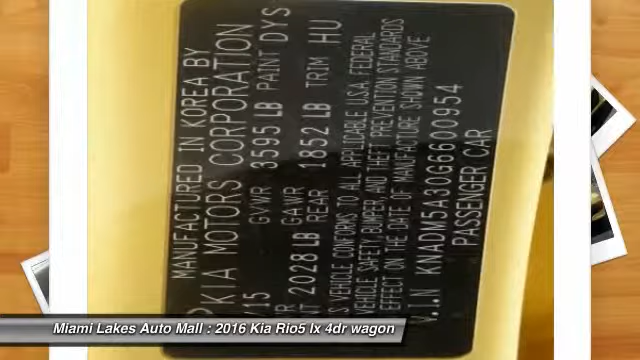 MANUFACTURED IN KOREA BY
KIA MOTORS CORPORATION
/15 GVWR 3595 LB PAINT DYS
2028 LB GAWR REAR 1852 LB TRIM HU
S VEHICLE CONFORMS TO ALL APPLICABLE U.S.A. FEDERAL
VEHICLE SAFETY, BUMPER, AND THEFT PREVENTION STANDARDS
EFFECT ON THE DATE OF MANUFACTURE SHOWN ABOVE
V.I.N KNADM5A30G6600954
PASSENGER CAR
Miami Lakes Auto Mall : 2016 Kia Rio5 lx 4dr wagon